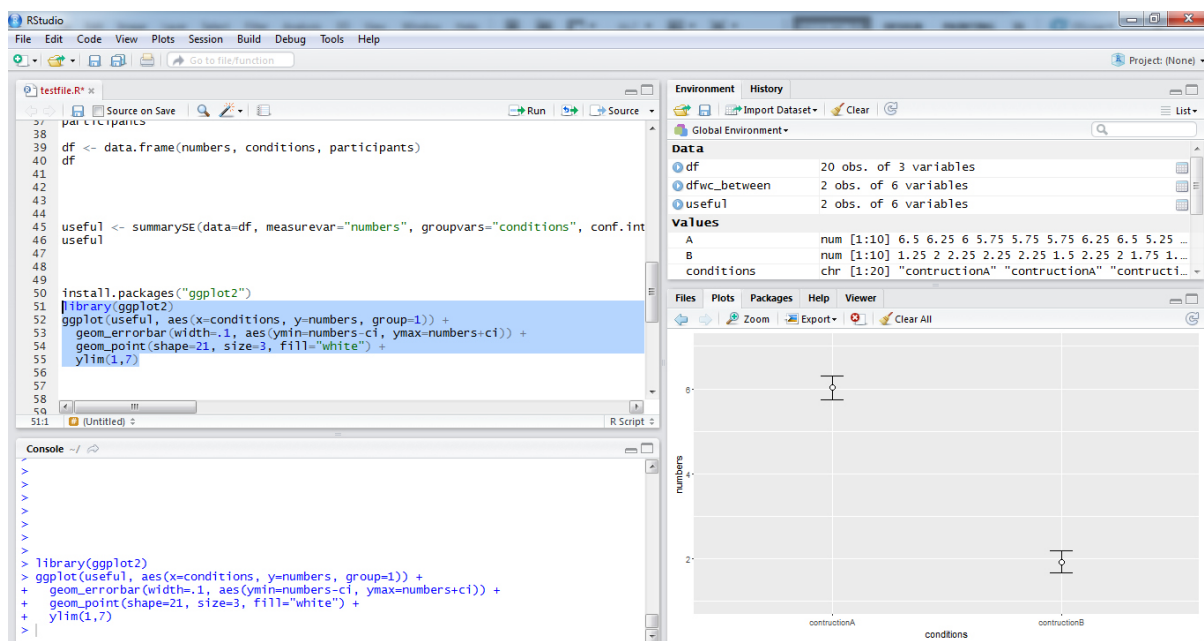 RStudio
File Edit Code View Plots Session Build Debug Tools Help
Go to file/function
Project: (None)
testfile.R*
Source on Save
Run
Source
37 participants
38
39 df <- data.frame(numbers, conditions, participants)
40 df
41
42
43
44
45 useful <- summarySE(data=df, measurevar="numbers", groupvars="conditions", conf.int
46 useful
47
48
49
50 install.packages("ggplot2")
51 library(ggplot2)
52 ggplot(useful, aes(x=conditions, y=numbers, group=1)) +
53 geom_errorbar(width=.1, aes(ymin=numbers-ci, ymax=numbers+ci)) +
54 geom_point(shape=21, size=3, fill="white") +
55 ylim(1,7)
56
57
58
59
51:1 (Untitled) R Script
Console ~/
>
>
>
>
>
>
>
>
> library(ggplot2)
> ggplot(useful, aes(x=conditions, y=numbers, group=1)) +
+ geom_errorbar(width=.1, aes(ymin=numbers-ci, ymax=numbers+ci)) +
+ geom_point(shape=21, size=3, fill="white") +
+ ylim(1,7)
>
Environment History
Import Dataset Clear List
Global Environment
Data
df 20 obs. of 3 variables
dfwc_between 2 obs. of 6 variables
useful 2 obs. of 6 variables
Values
A num [1:10] 6.5 6.25 6 5.75 5.75 5.75 6.25 6.5 5.25 ...
B num [1:10] 1.25 2 2.25 2.25 2.25 1.5 2.25 2 1.75 1...
conditions chr [1:20] "contructionA" "contructionA" "contructi...
Files Plots Packages Help Viewer
Zoom Export Clear All
6
4
2
numbers
contructionA contructionB
conditions